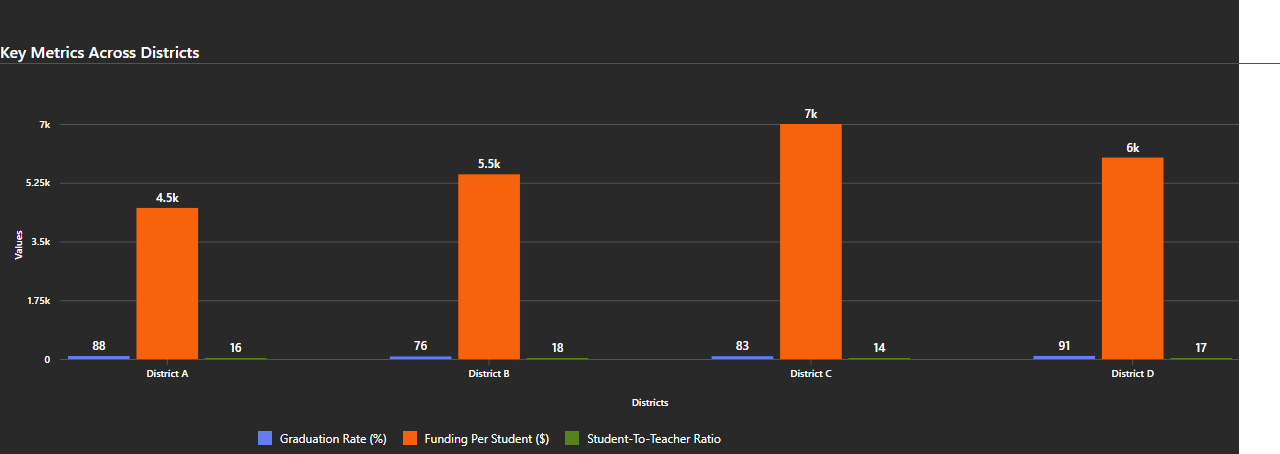 Key Metrics Across Districts
7k
7k
6k
5.5k
5.25k
4.5k
Values
3.5k
1.75k
88
16
76
18
83
14
91
17
0
District A
District B
District C
District D
Districts
Graduation Rate (%)
Funding Per Student ($)
Student-To-Teacher Ratio